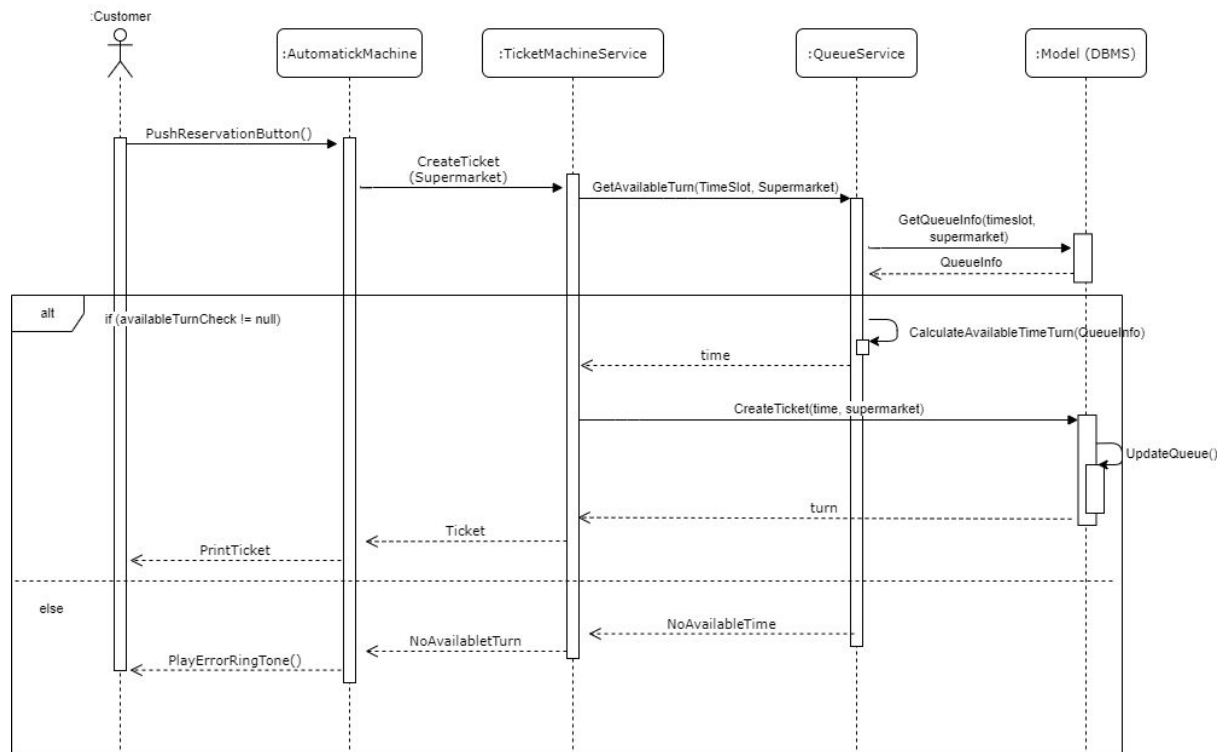 :Customer
:AutomatickMachine
:TicketMachineService
:QueueService
:Model (DBMS)
PushReservationButton()
CreateTicket
(Supermarket)
GetAvailableTurn(TimeSlot, Supermarket)
GetQueueInfo(timeslot,
supermarket)
QueueInfo
alt
if (availableTurnCheck != null)
CalculateAvailableTimeTurn(QueueInfo)
time
CreateTicket(time, supermarket)
UpdateQueue()
turn
Ticket
PrintTicket
else
NoAvailableTime
NoAvailabletTurn
PlayErrorRingTone()